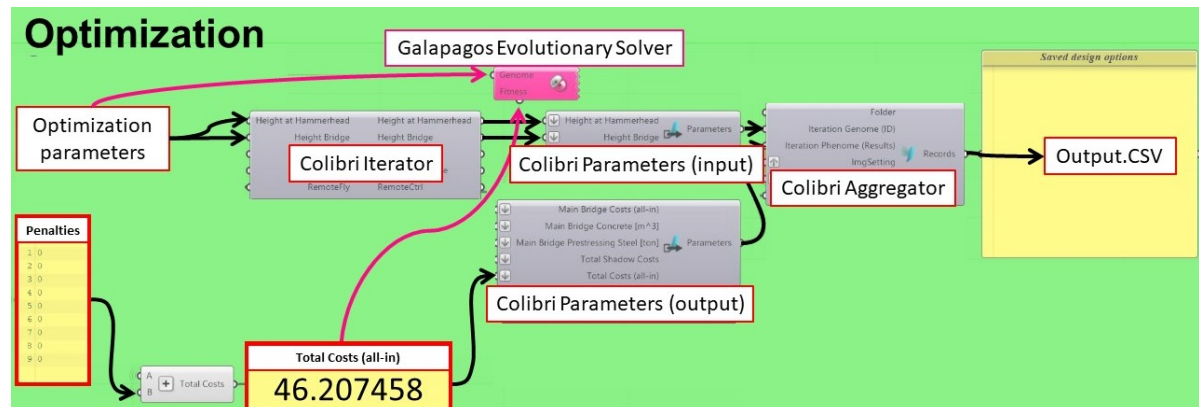 Optimization
Galapagos Evolutionary Solver
Genome
Fitness
Saved design options
Optimization
parameters
Height at Hammerhead Height at Hammerhead
Height Bridge Height Bridge
Colibri Iterator
RemoteFly RemoteCtrl
Height at Hammerhead
Height Bridge
Parameters
Colibri Parameters (input)
Folder
Iteration Genome (ID)
Iteration Phenome (Results)
ImgSetting
Records
Colibri Aggregator
Output.CSV
Main Bridge Costs (all-in)
Main Bridge Concrete [m^3]
Main Bridge Prestressing Steel [ton]
Parameters
Total Shadow Costs
Total Costs (all-in)
Colibri Parameters (output)
Penalties
1 0
2 0
3 0
4 0
5 0
6 0
7 0
8 0
9 0
A
B
Total Costs
Total Costs (all-in)
46.207458